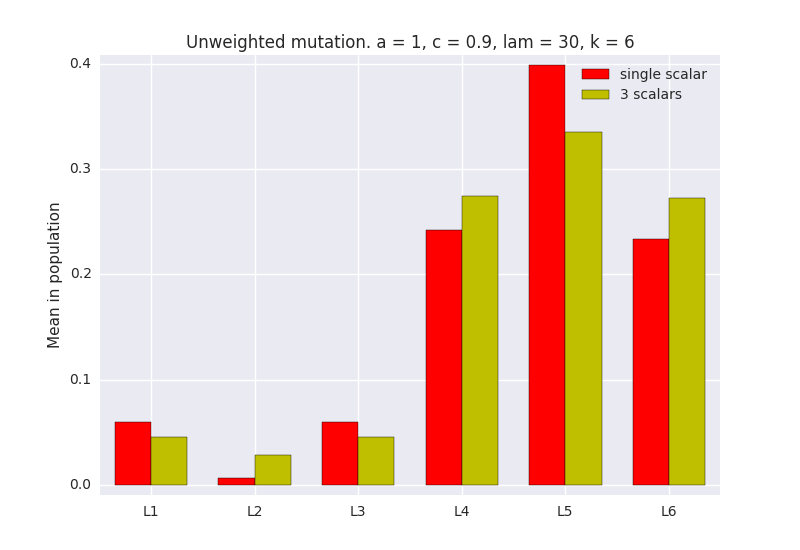 Unweighted mutation. a = 1, c = 0.9, lam = 30, k = 6
single scalar
3 scalars
Mean in population
0.4
0.3
0.2
0.1
0.0
L1 L2 L3 L4 L5 L6